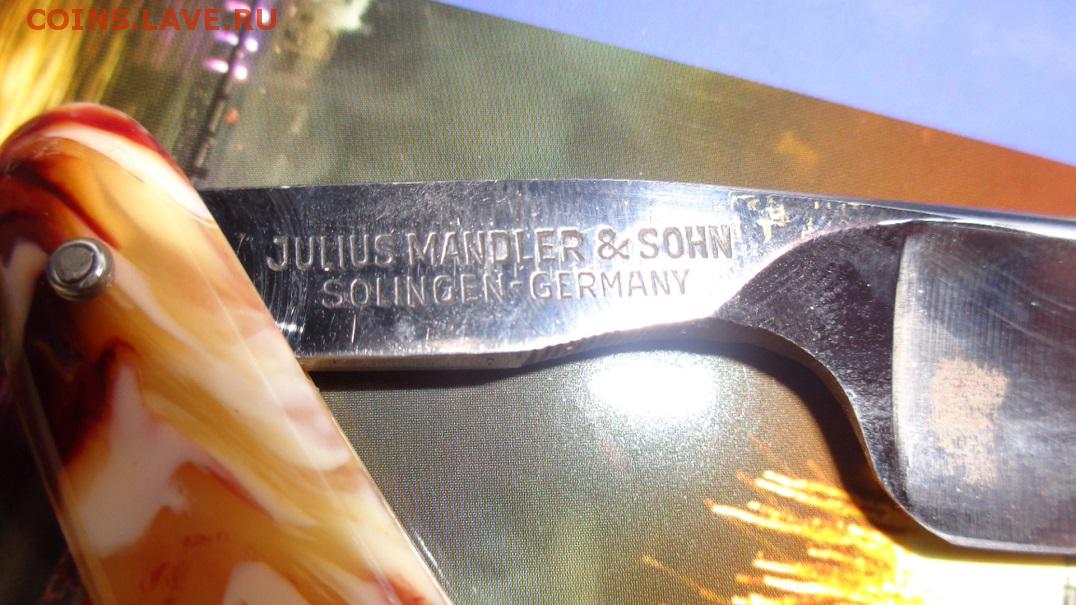 COINS.LAVE.RU
JULIUS MANDLER & SOHN
SOLINGEN-GERMANY